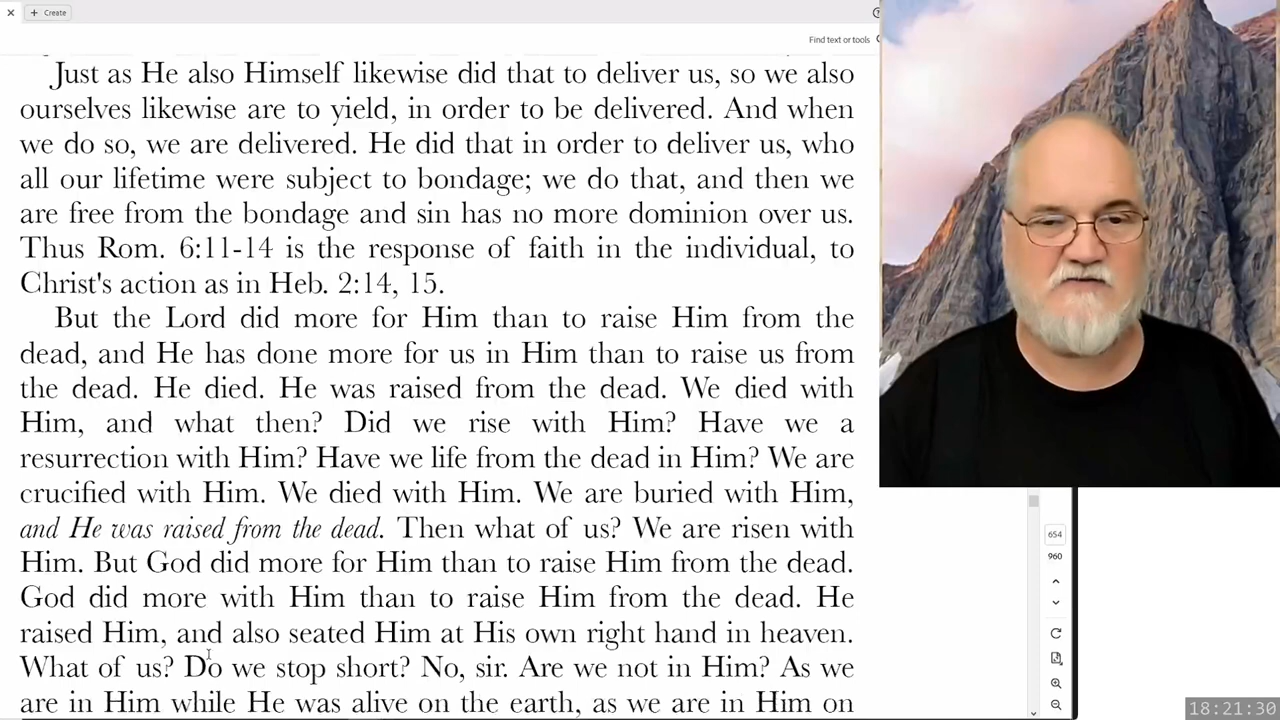 Create
Find text or tools
Just as He also Himself likewise did that to deliver us, so we also
ourselves likewise are to yield, in order to be delivered. And when
we do so, we are delivered. He did that in order to deliver us, who
all our lifetime were subject to bondage; we do that, and then we
are free from the bondage and sin has no more dominion over us.
Thus Rom. 6:11-14 is the response of faith in the individual, to
Christ's action as in Heb. 2:14, 15.
But the Lord did more for Him than to raise Him from the
dead, and He has done more for us in Him than to raise us from
the dead. He died. He was raised from the dead. We died with
Him, and what then? Did we rise with Him? Have we a
resurrection with Him? Have we life from the dead in Him? We are
crucified with Him. We died with Him. We are buried with Him,
and He was raised from the dead. Then what of us? We are risen with
Him. But God did more for Him than to raise Him from the dead.
God did more with Him than to raise Him from the dead. He
raised Him, and also seated Him at His own right hand in heaven.
What of us? Do we stop short? No, sir. Are we not in Him? As we
are in Him while He was alive on the earth, as we are in Him on
654
960
18:21:30